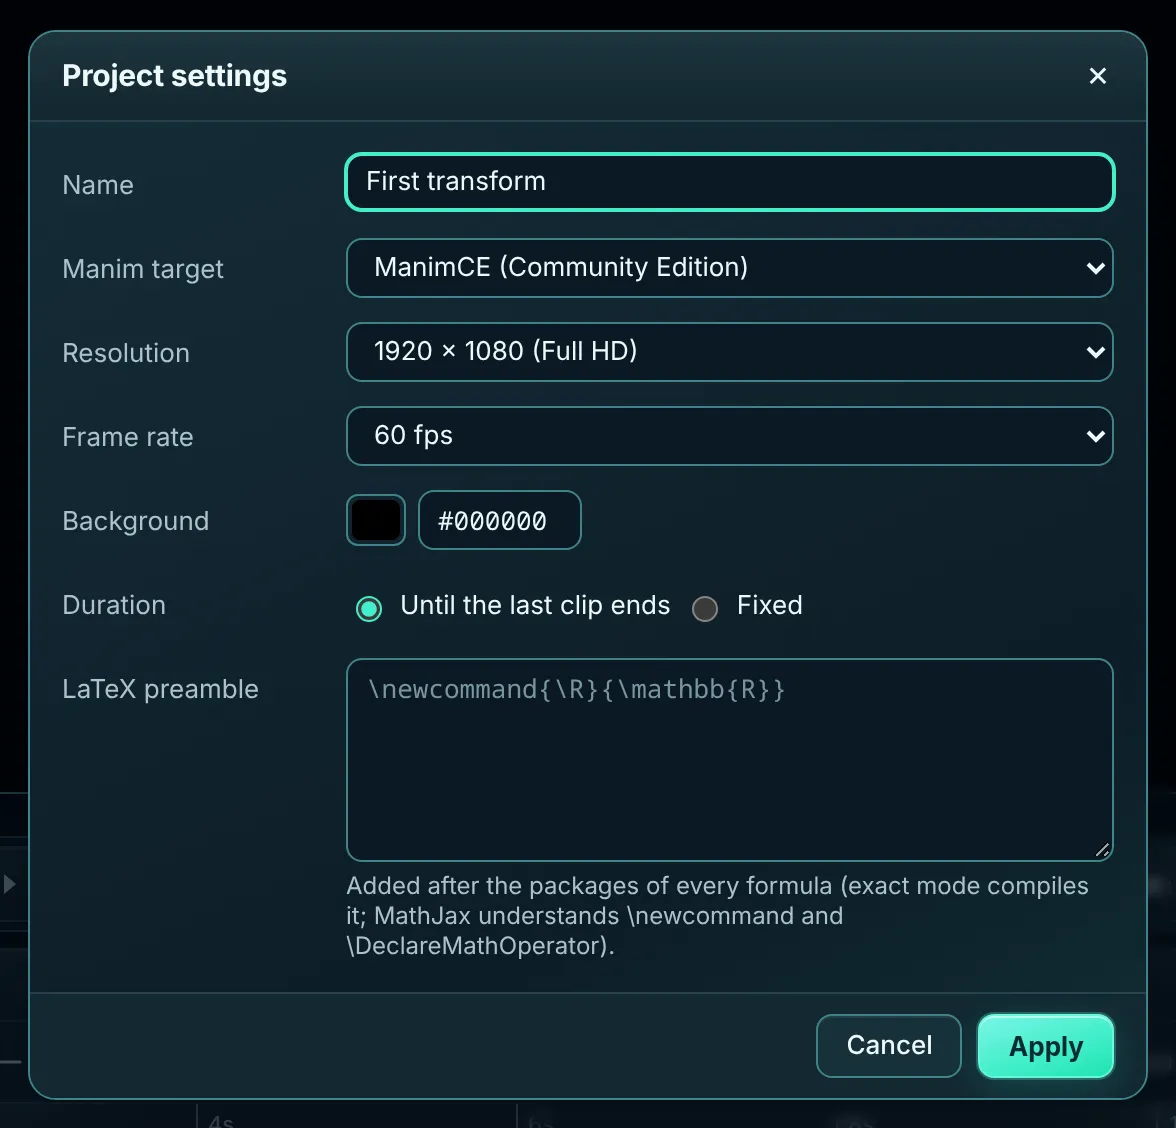 Project settings
Name
First transform
Manim target
ManimCE (Community Edition)
Resolution
1920 × 1080 (Full HD)
Frame rate
60 fps
Background
#000000
Duration
Until the last clip ends
Fixed
LaTeX preamble
\newcommand{\R}{\mathbb{R}}
Added after the packages of every formula (exact mode compiles
it; MathJax understands \newcommand and
\DeclareMathOperator).
Cancel
Apply
4s